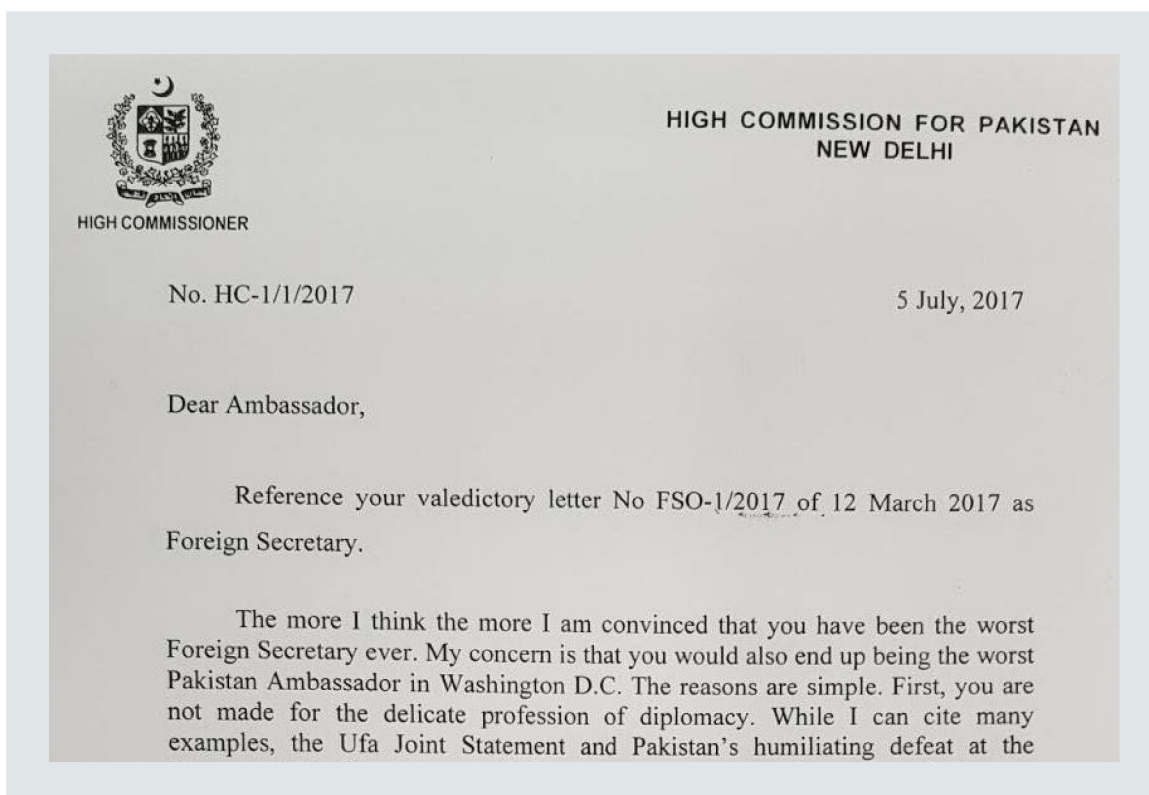 HIGH COMMISSION FOR PAKISTAN
NEW DELHI
HIGH COMMISSIONER
No. HC-1/1/2017
5 July, 2017
Dear Ambassador,
Reference your valedictory letter No FSO-1/2017 of 12 March 2017 as
Foreign Secretary.
The more I think the more I am convinced that you have been the worst
Foreign Secretary ever. My concern is that you would also end up being the worst
Pakistan Ambassador in Washington D.C. The reasons are simple. First, you are
not made for the delicate profession of diplomacy. While I can cite many
examples, the Ufa Joint Statement and Pakistan's humiliating defeat at the